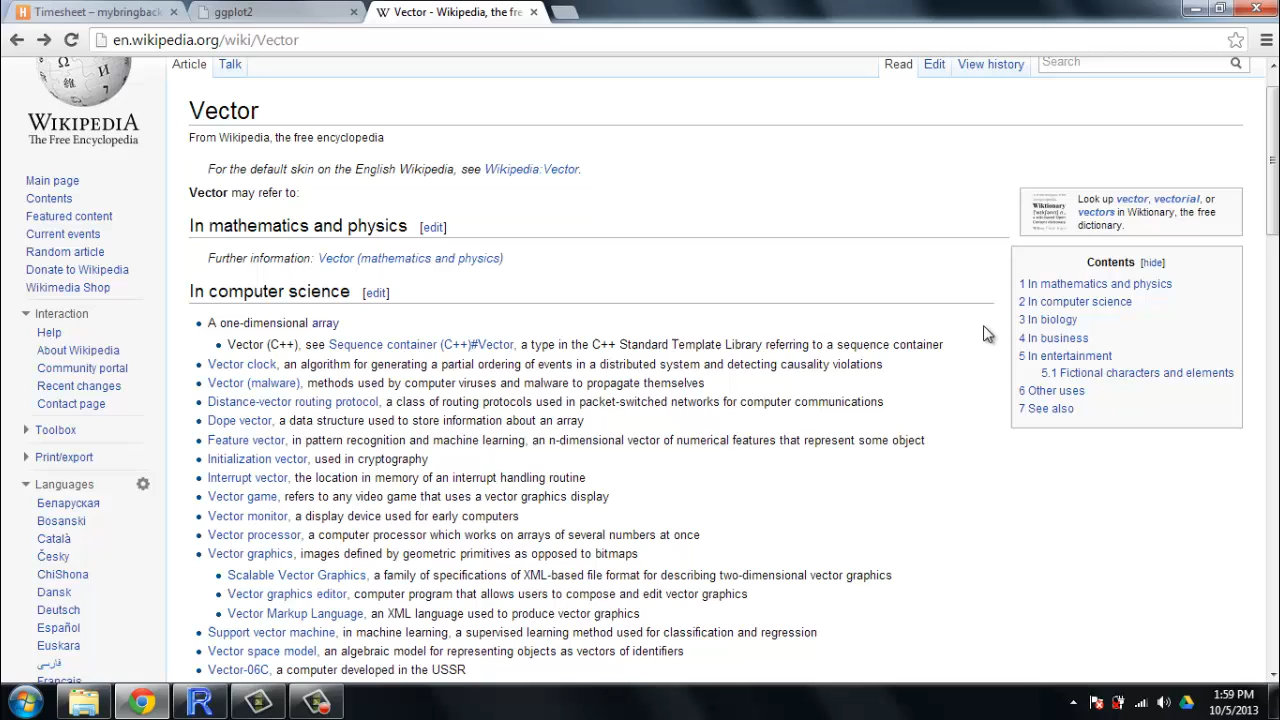 Timesheet – mybringback
ggplot2
Vector - Wikipedia, the fre
en.wikipedia.org/wiki/Vector
Article Talk
Read Edit View history
Search
WIKIPEDIA
The Free Encyclopedia
Main page
Contents
Featured content
Current events
Random article
Donate to Wikipedia
Wikimedia Shop
Interaction
Help
About Wikipedia
Community portal
Recent changes
Contact page
Toolbox
Print/export
Languages
Беларуская
Bosanski
Català
Česky
ChiShona
Dansk
Deutsch
Español
Euskara
فارسی
Français
Vector
From Wikipedia, the free encyclopedia
For the default skin on the English Wikipedia, see Wikipedia:Vector.
Vector may refer to:
In mathematics and physics [edit]
Further information: Vector (mathematics and physics)
In computer science [edit]
A one-dimensional array
Vector (C++), see Sequence container (C++)#Vector, a type in the C++ Standard Template Library referring to a sequence container
Vector clock, an algorithm for generating a partial ordering of events in a distributed system and detecting causality violations
Vector (malware), methods used by computer viruses and malware to propagate themselves
Distance-vector routing protocol, a class of routing protocols used in packet-switched networks for computer communications
Dope vector, a data structure used to store information about an array
Feature vector, in pattern recognition and machine learning, an n-dimensional vector of numerical features that represent some object
Initialization vector, used in cryptography
Interrupt vector, the location in memory of an interrupt handling routine
Vector game, refers to any video game that uses a vector graphics display
Vector monitor, a display device used for early computers
Vector processor, a computer processor which works on arrays of several numbers at once
Vector graphics, images defined by geometric primitives as opposed to bitmaps
Scalable Vector Graphics, a family of specifications of XML-based file format for describing two-dimensional vector graphics
Vector graphics editor, computer program that allows users to compose and edit vector graphics
Vector Markup Language, an XML language used to produce vector graphics
Support vector machine, in machine learning, a supervised learning method used for classification and regression
Vector space model, an algebraic model for representing objects as vectors of identifiers
Vector-06C, a computer developed in the USSR
Wiktionary
Look up vector, vectorial, or
vectors in Wiktionary, the free
dictionary.
Contents [hide]
1 In mathematics and physics
2 In computer science
3 In biology
4 In business
5 In entertainment
5.1 Fictional characters and elements
6 Other uses
7 See also
1:59 PM
10/5/2013